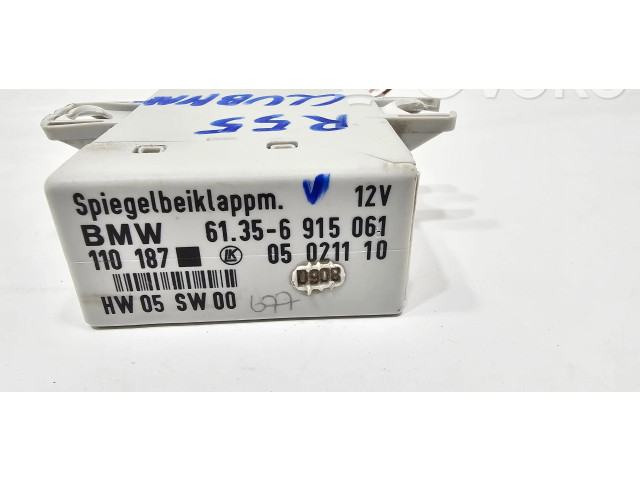 CLUBMAN
R55
Spiegelbeiklappm. V 12V
BMW 61.35-6 915 061
110 187 LK 05 0211 10
D908
HW 05 SW 00 677